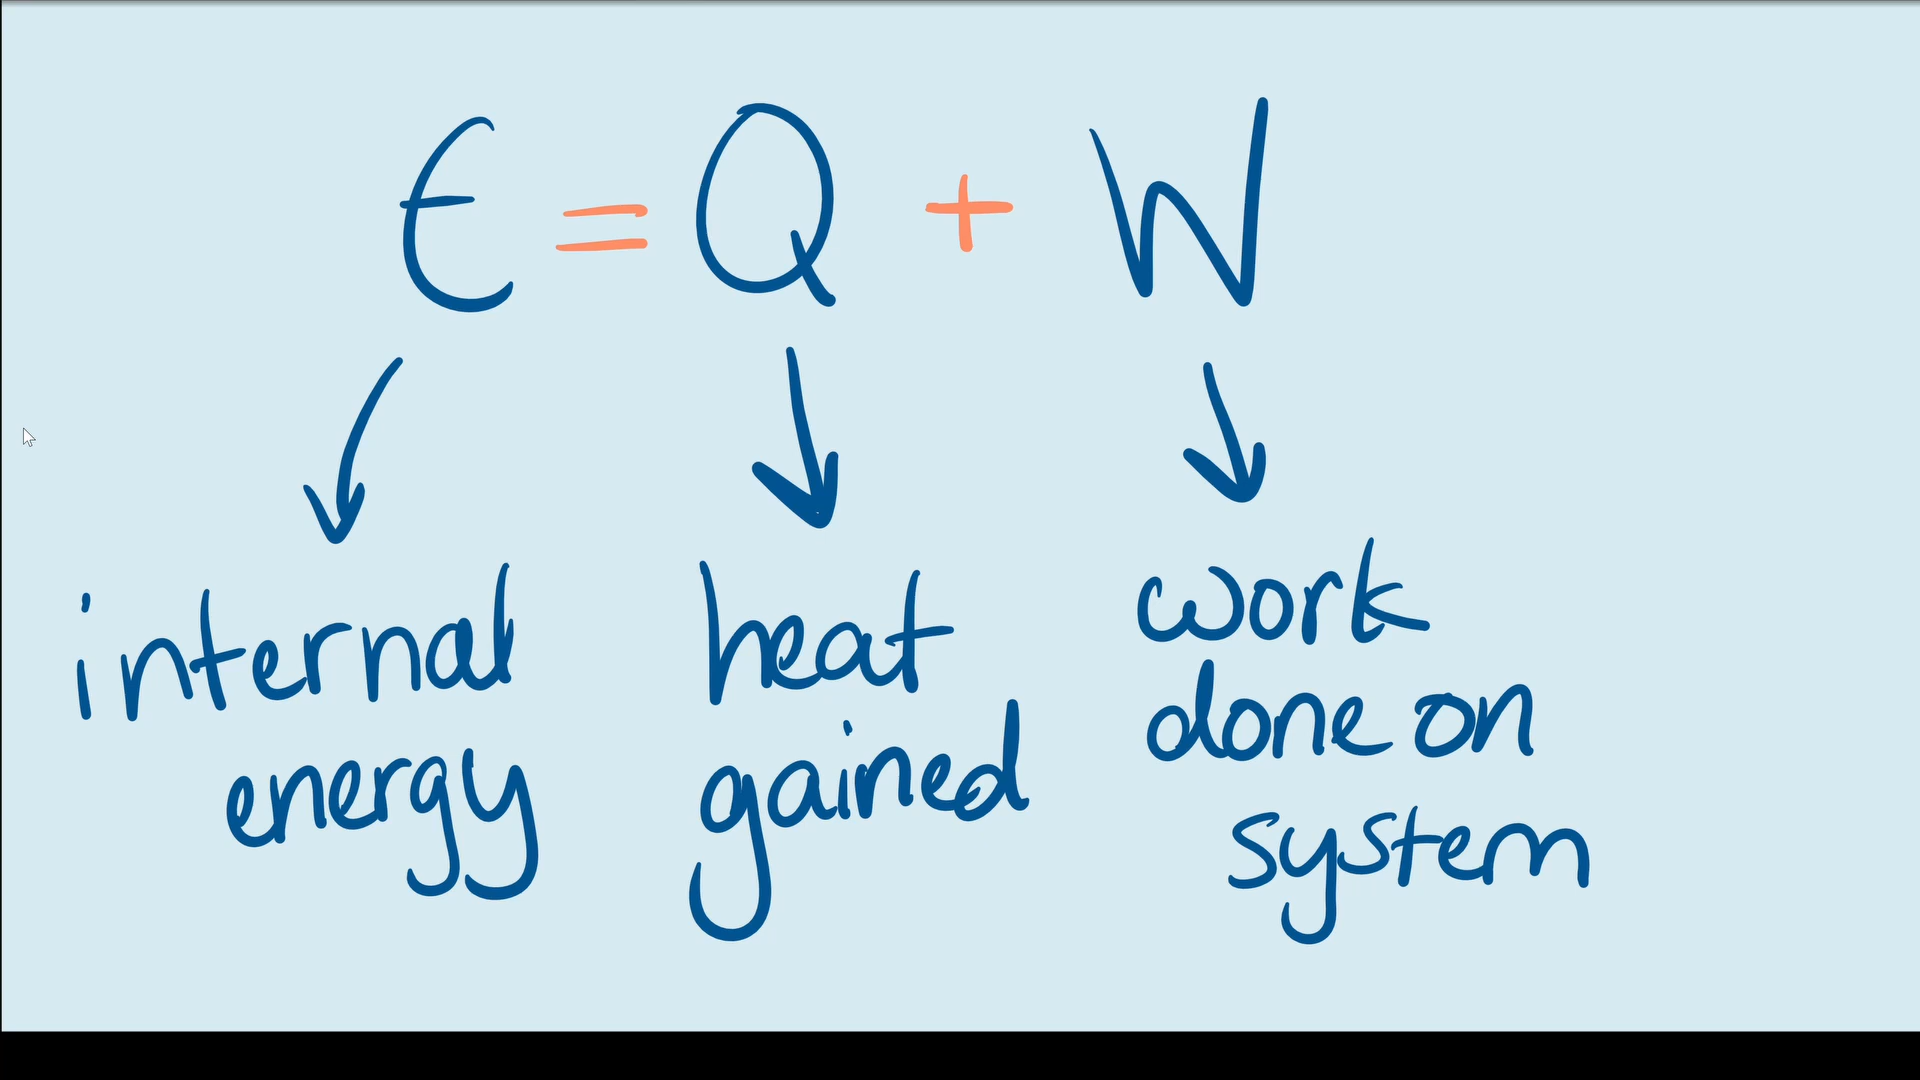 E = Q + W
internal heat work
energy gained done on
system